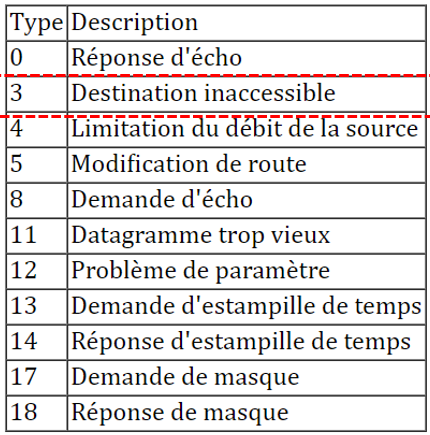 Type Description
0 Réponse d'écho
3 Destination inaccessible
4 Limitation du débit de la source
5 Modification de route
8 Demande d'écho
11 Datagramme trop vieux
12 Problème de paramètre
13 Demande d'estampille de temps
14 Réponse d'estampille de temps
17 Demande de masque
18 Réponse de masque